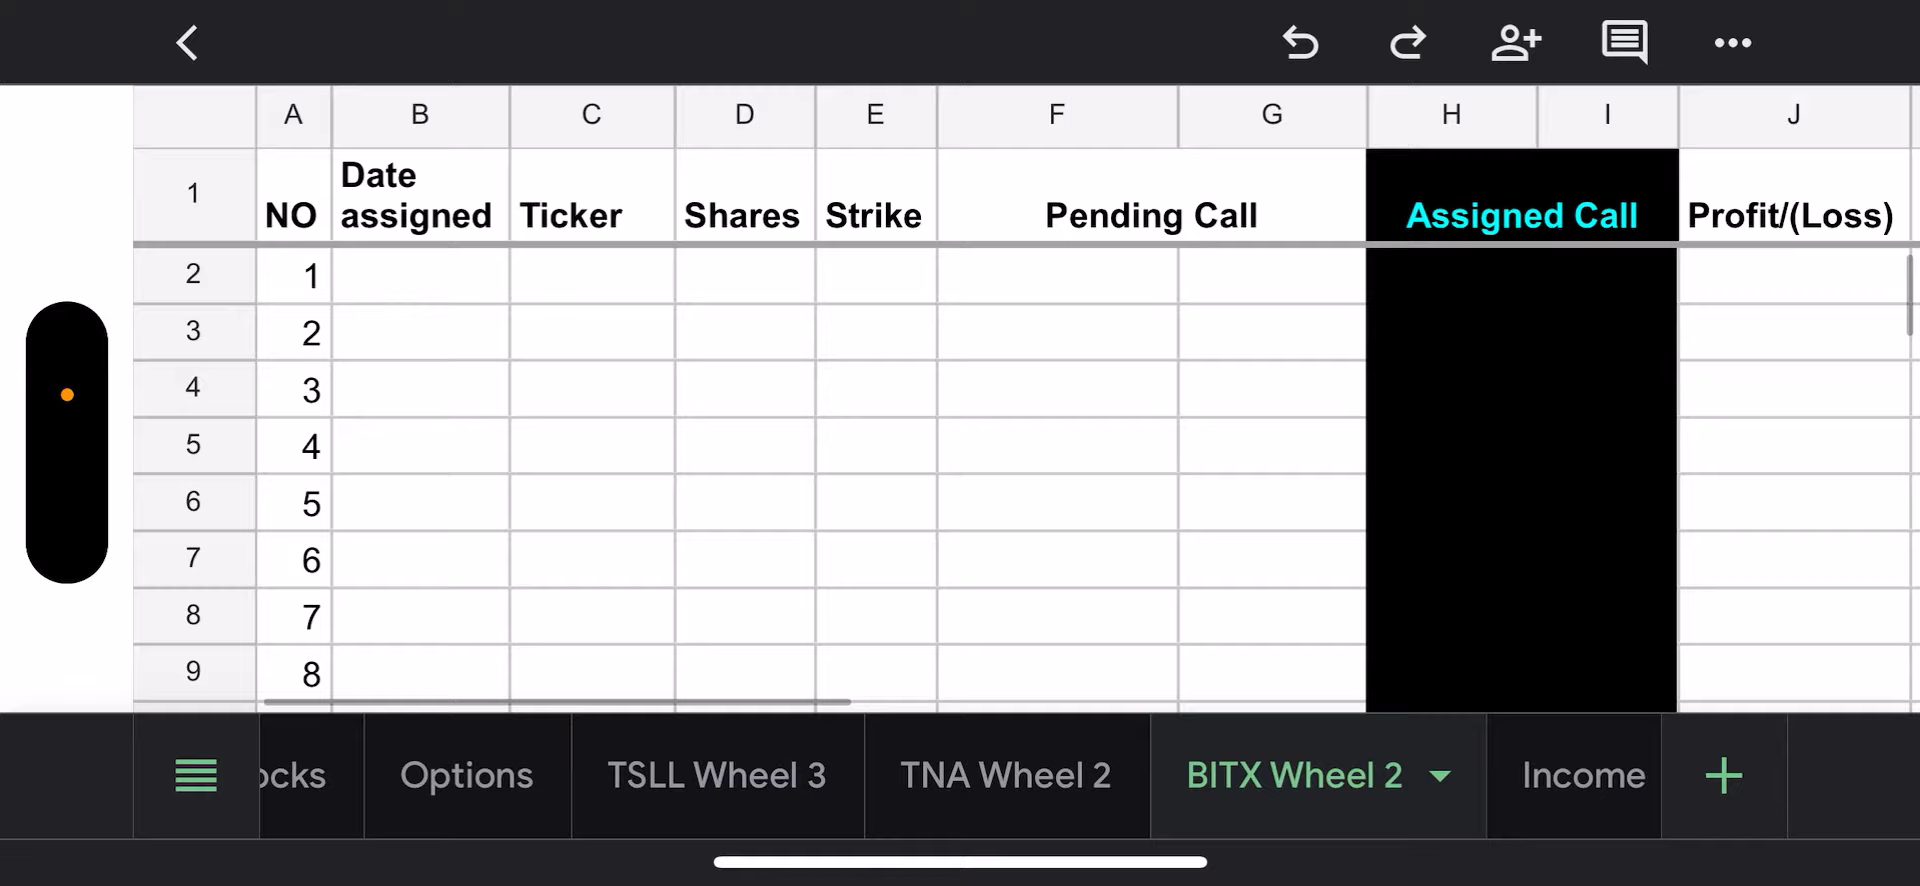 A B C D E F G H I J
1 NO Date assigned Ticker Shares Strike Pending Call Assigned Call Profit/(Loss)
2 1
3 2
4 3
5 4
6 5
7 6
8 7
9 8
ocks Options TSLL Wheel 3 TNA Wheel 2 BITX Wheel 2 Income